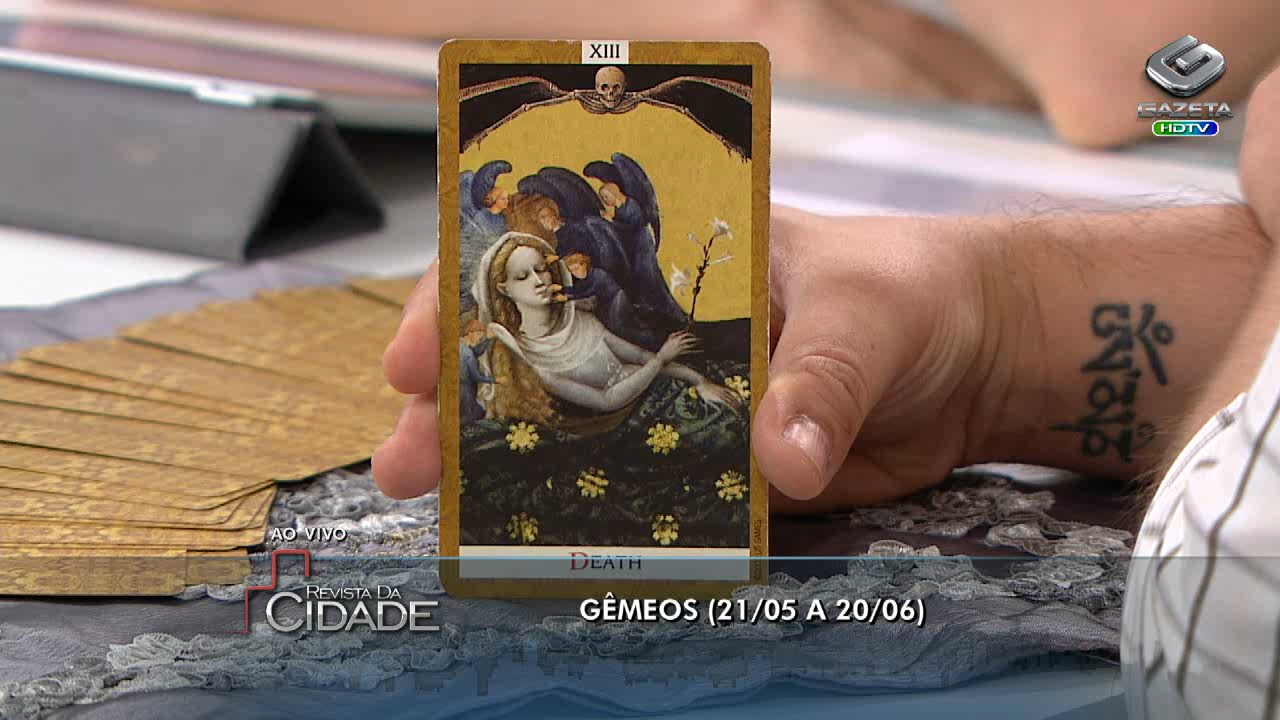 XIII
GAZETA
HDTV
DEATH
AO VIVO
REVISTA DA
CIDADE
GÊMEOS (21/05 A 20/06)